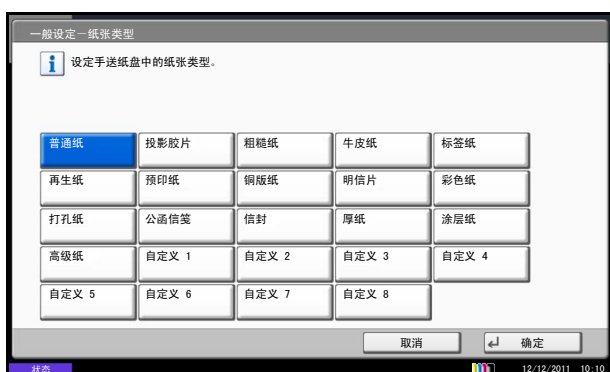 一般设定－纸张类型
设定手送纸盘中的纸张类型。
普通纸 投影胶片 粗糙纸 牛皮纸 标签纸
再生纸 预印纸 铜版纸 明信片 彩色纸
打孔纸 公函信笺 信封 厚纸 涂层纸
高级纸 自定义 1 自定义 2 自定义 3 自定义 4
自定义 5 自定义 6 自定义 7 自定义 8
取消 确定
状态 12/12/2011 10:10